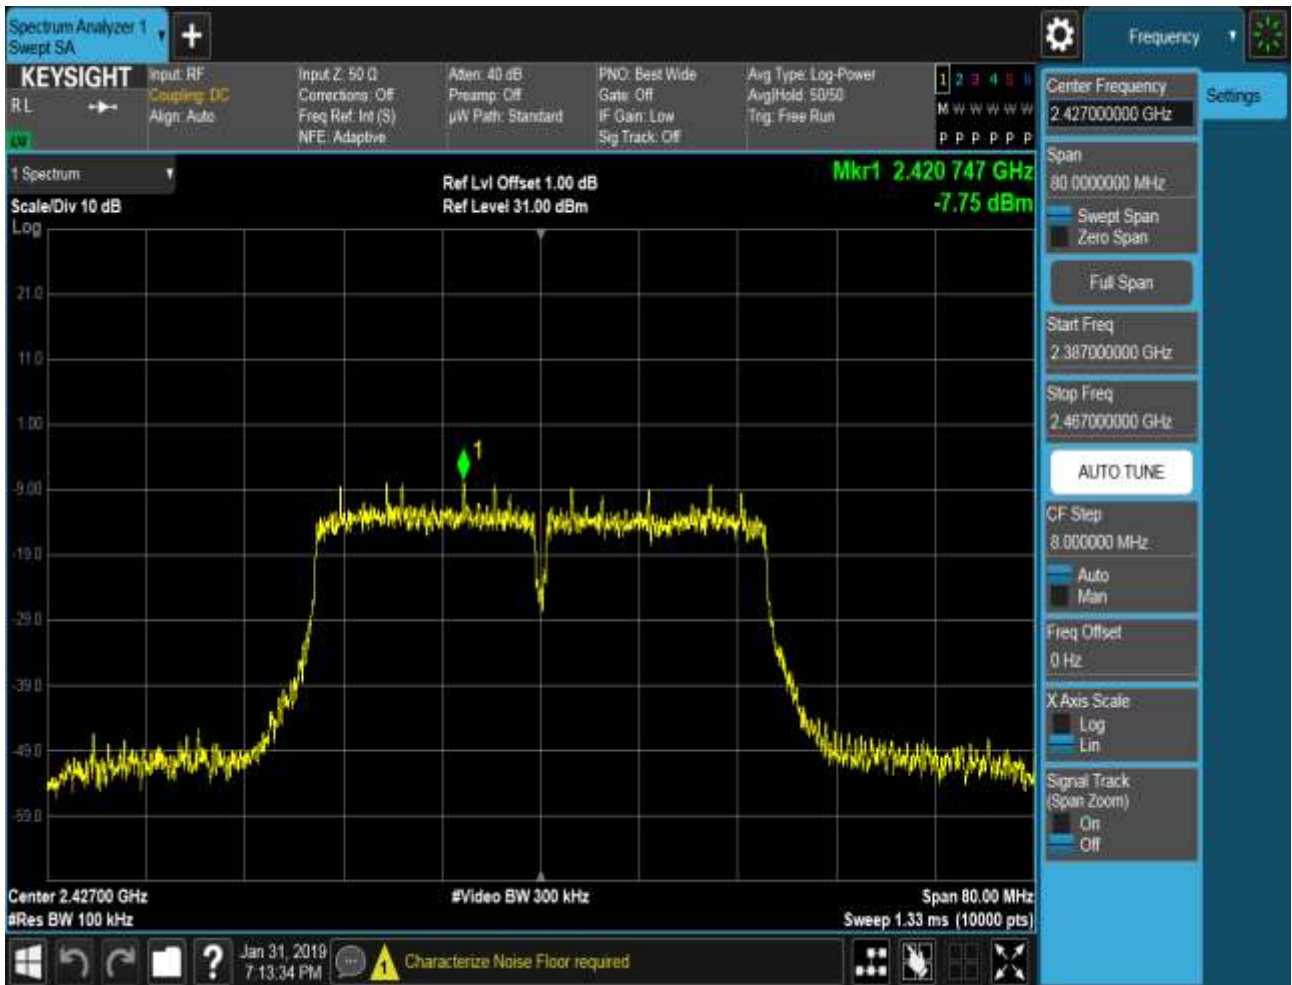 Spectrum Analyzer 1
Swept SA
Frequency
KEYSIGHT
R L
Input: RF
Coupling: DC
Align: Auto
Input Z: 50 Ω
Corrections: Off
Freq Ref: Int (S)
NFE: Adaptive
Atten: 40 dB
Preamp: Off
µW Path: Standard
PNO: Best Wide
Gate: Off
IF Gain: Low
Sig Track: Off
Avg Type: Log-Power
Avg|Hold: 50/50
Trig: Free Run
1 2 3 4 5 6
M W W W W W
P P P P P P
1 Spectrum
Scale/Div 10 dB
Log
Ref Lvl Offset 1.00 dB
Ref Level 31.00 dBm
Mkr1 2.420 747 GHz
-7.75 dBm
21.0
11.0
1.00
-9.00
-19.0
-29.0
-39.0
-49.0
-59.0
1
Center 2.42700 GHz
#Res BW 100 kHz
#Video BW 300 kHz
Span 80.00 MHz
Sweep 1.33 ms (10000 pts)
Center Frequency
2.427000000 GHz
Settings
Span
80.0000000 MHz
Swept Span
Zero Span
Full Span
Start Freq
2.387000000 GHz
Stop Freq
2.467000000 GHz
AUTO TUNE
CF Step
8.000000 MHz
Auto
Man
Freq Offset
0 Hz
X Axis Scale
Log
Lin
Signal Track
(Span Zoom)
On
Off
?
Jan 31, 2019
7:13:34 PM
1
Characterize Noise Floor required